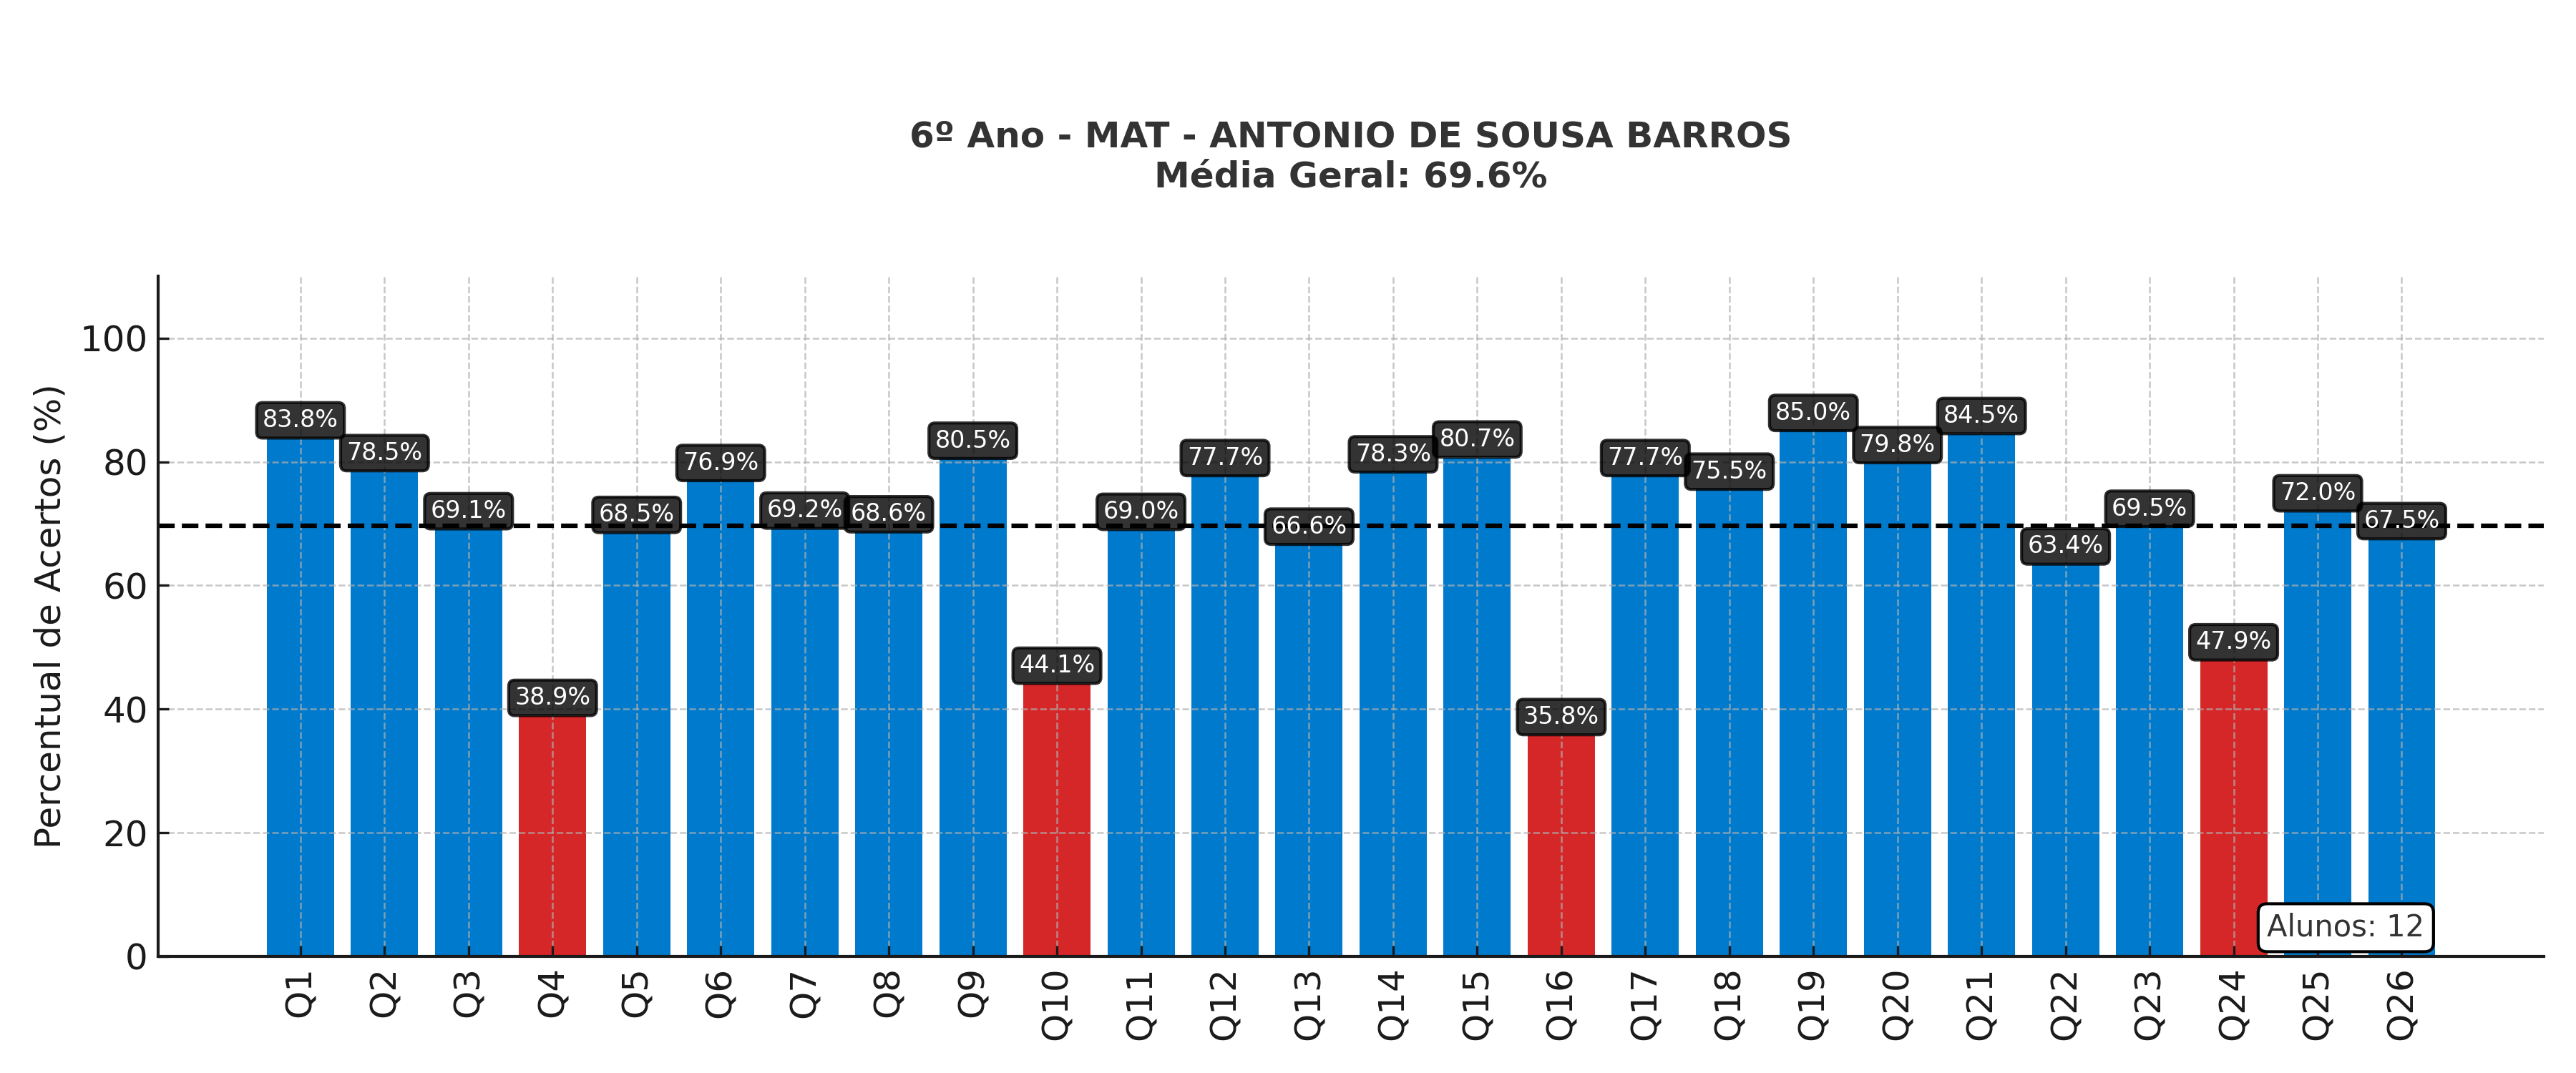 6º Ano - MAT - ANTONIO DE SOUSA BARROS
Média Geral: 69.6%
Percentual de Acertos (%)
100
80
60
40
20
0
83.8%
78.5%
69.1%
38.9%
68.5%
76.9%
69.2%
68.6%
80.5%
44.1%
69.0%
77.7%
66.6%
78.3%
80.7%
35.8%
77.7%
75.5%
85.0%
79.8%
84.5%
63.4%
69.5%
47.9%
72.0%
67.5%
Alunos: 12
Q1
Q2
Q3
Q4
Q5
Q6
Q7
Q8
Q9
Q10
Q11
Q12
Q13
Q14
Q15
Q16
Q17
Q18
Q19
Q20
Q21
Q22
Q23
Q24
Q25
Q26